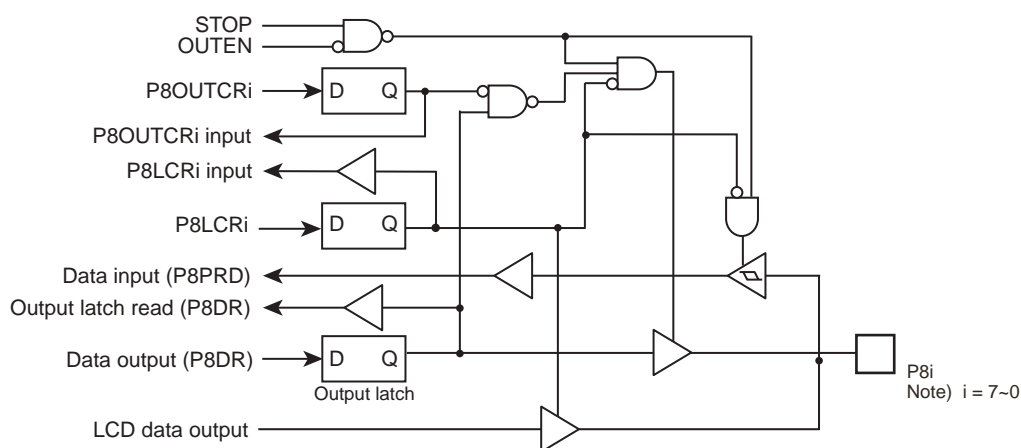 STOP
OUTEN
P8OUTCRi
D Q
P8OUTCRi input
P8LCRi input
P8LCRi
D Q
Data input (P8PRD)
Output latch read (P8DR)
Data output (P8DR)
D Q
Output latch
P8i
Note) i = 7~0
LCD data output